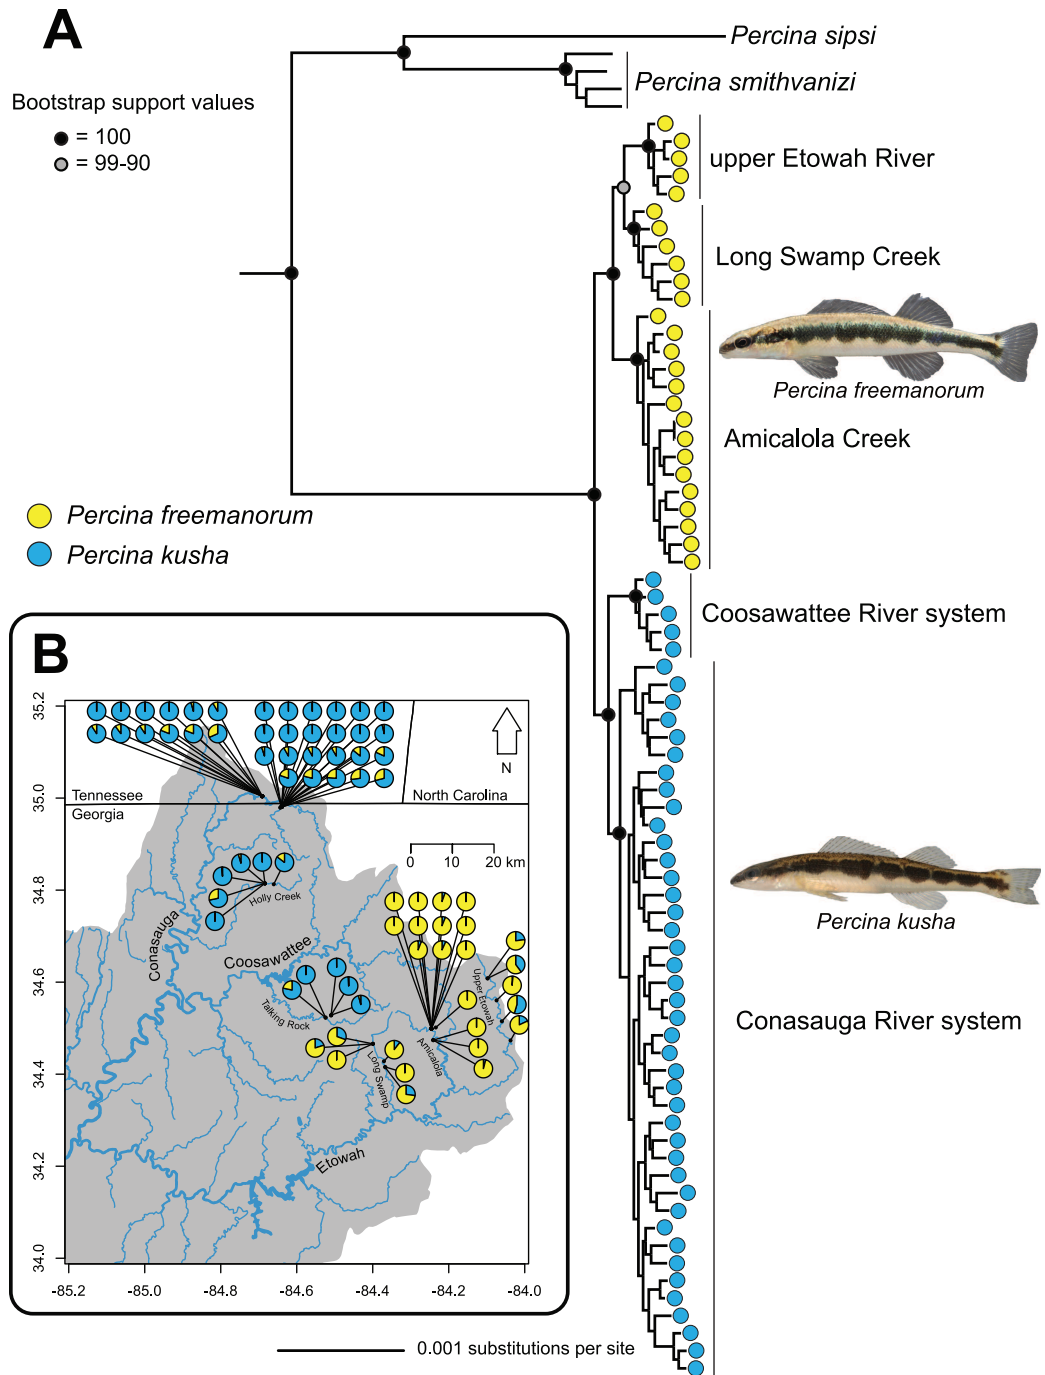 A
Percina sipsi
Percina smithvanizi
Bootstrap support values
= 100
= 99-90
upper Etowah River
Long Swamp Creek
Percina freemanorum
Amicalola Creek
Percina freemanorum
Percina kusha
Coosawattee River system
Percina kusha
Conasauga River system
B
35.2
35.0
34.8
34.6
34.4
34.2
34.0
N
Tennessee
North Carolina
Georgia
0 10 20 km
Holly Creek
Conasauga
Coosawattee
Talking Rock
Upper Etowah
Amicalola
Long Swamp
Etowah
-85.2 -85.0 -84.8 -84.6 -84.4 -84.2 -84.0
0.001 substitutions per site